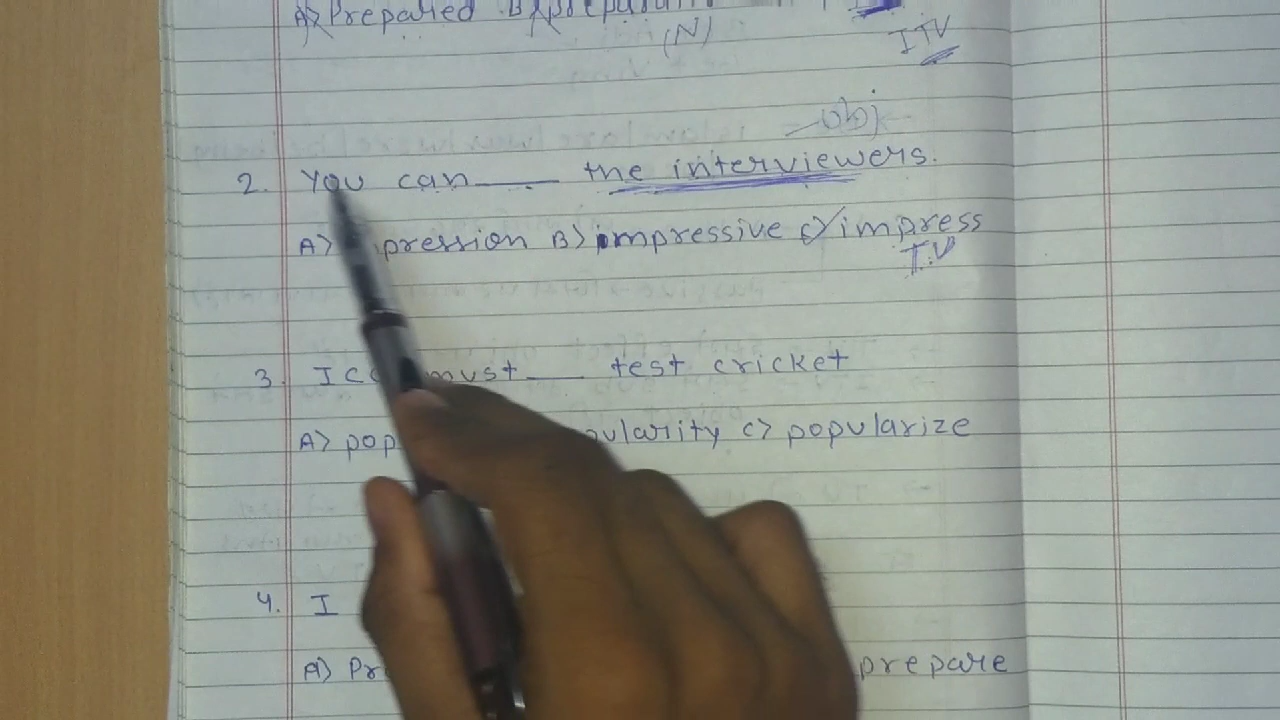 A) Prepared B)
(N)
ITV
obj
2. You can ___ the interviewers.
A) pression B) impressive c) impress
I.V
3. ICC must ___ test cricket
A) pop ularity c) popularize
4. I
A) Pr prepare